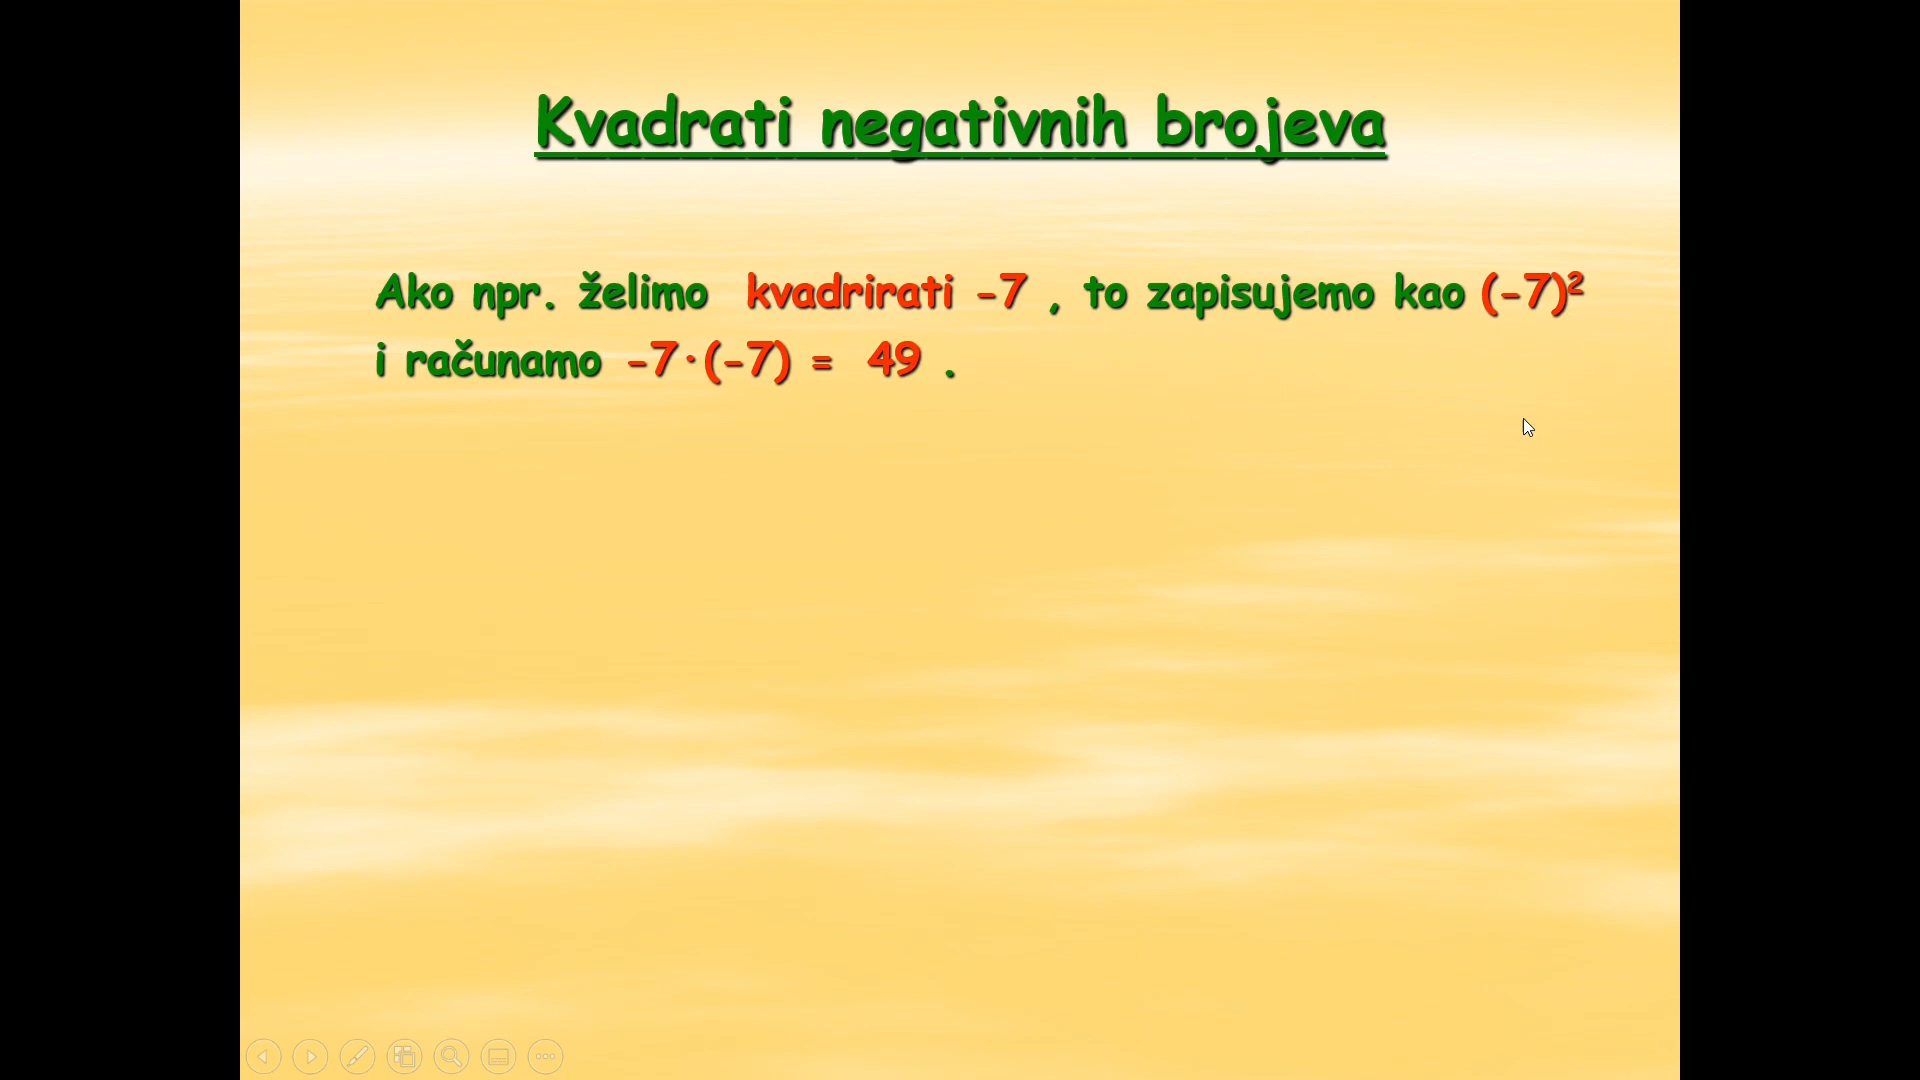 Kvadrati negativnih brojeva
Ako npr. želimo kvadrirati -7 , to zapisujemo kao (-7)²
i računamo -7·(-7) = 49 .